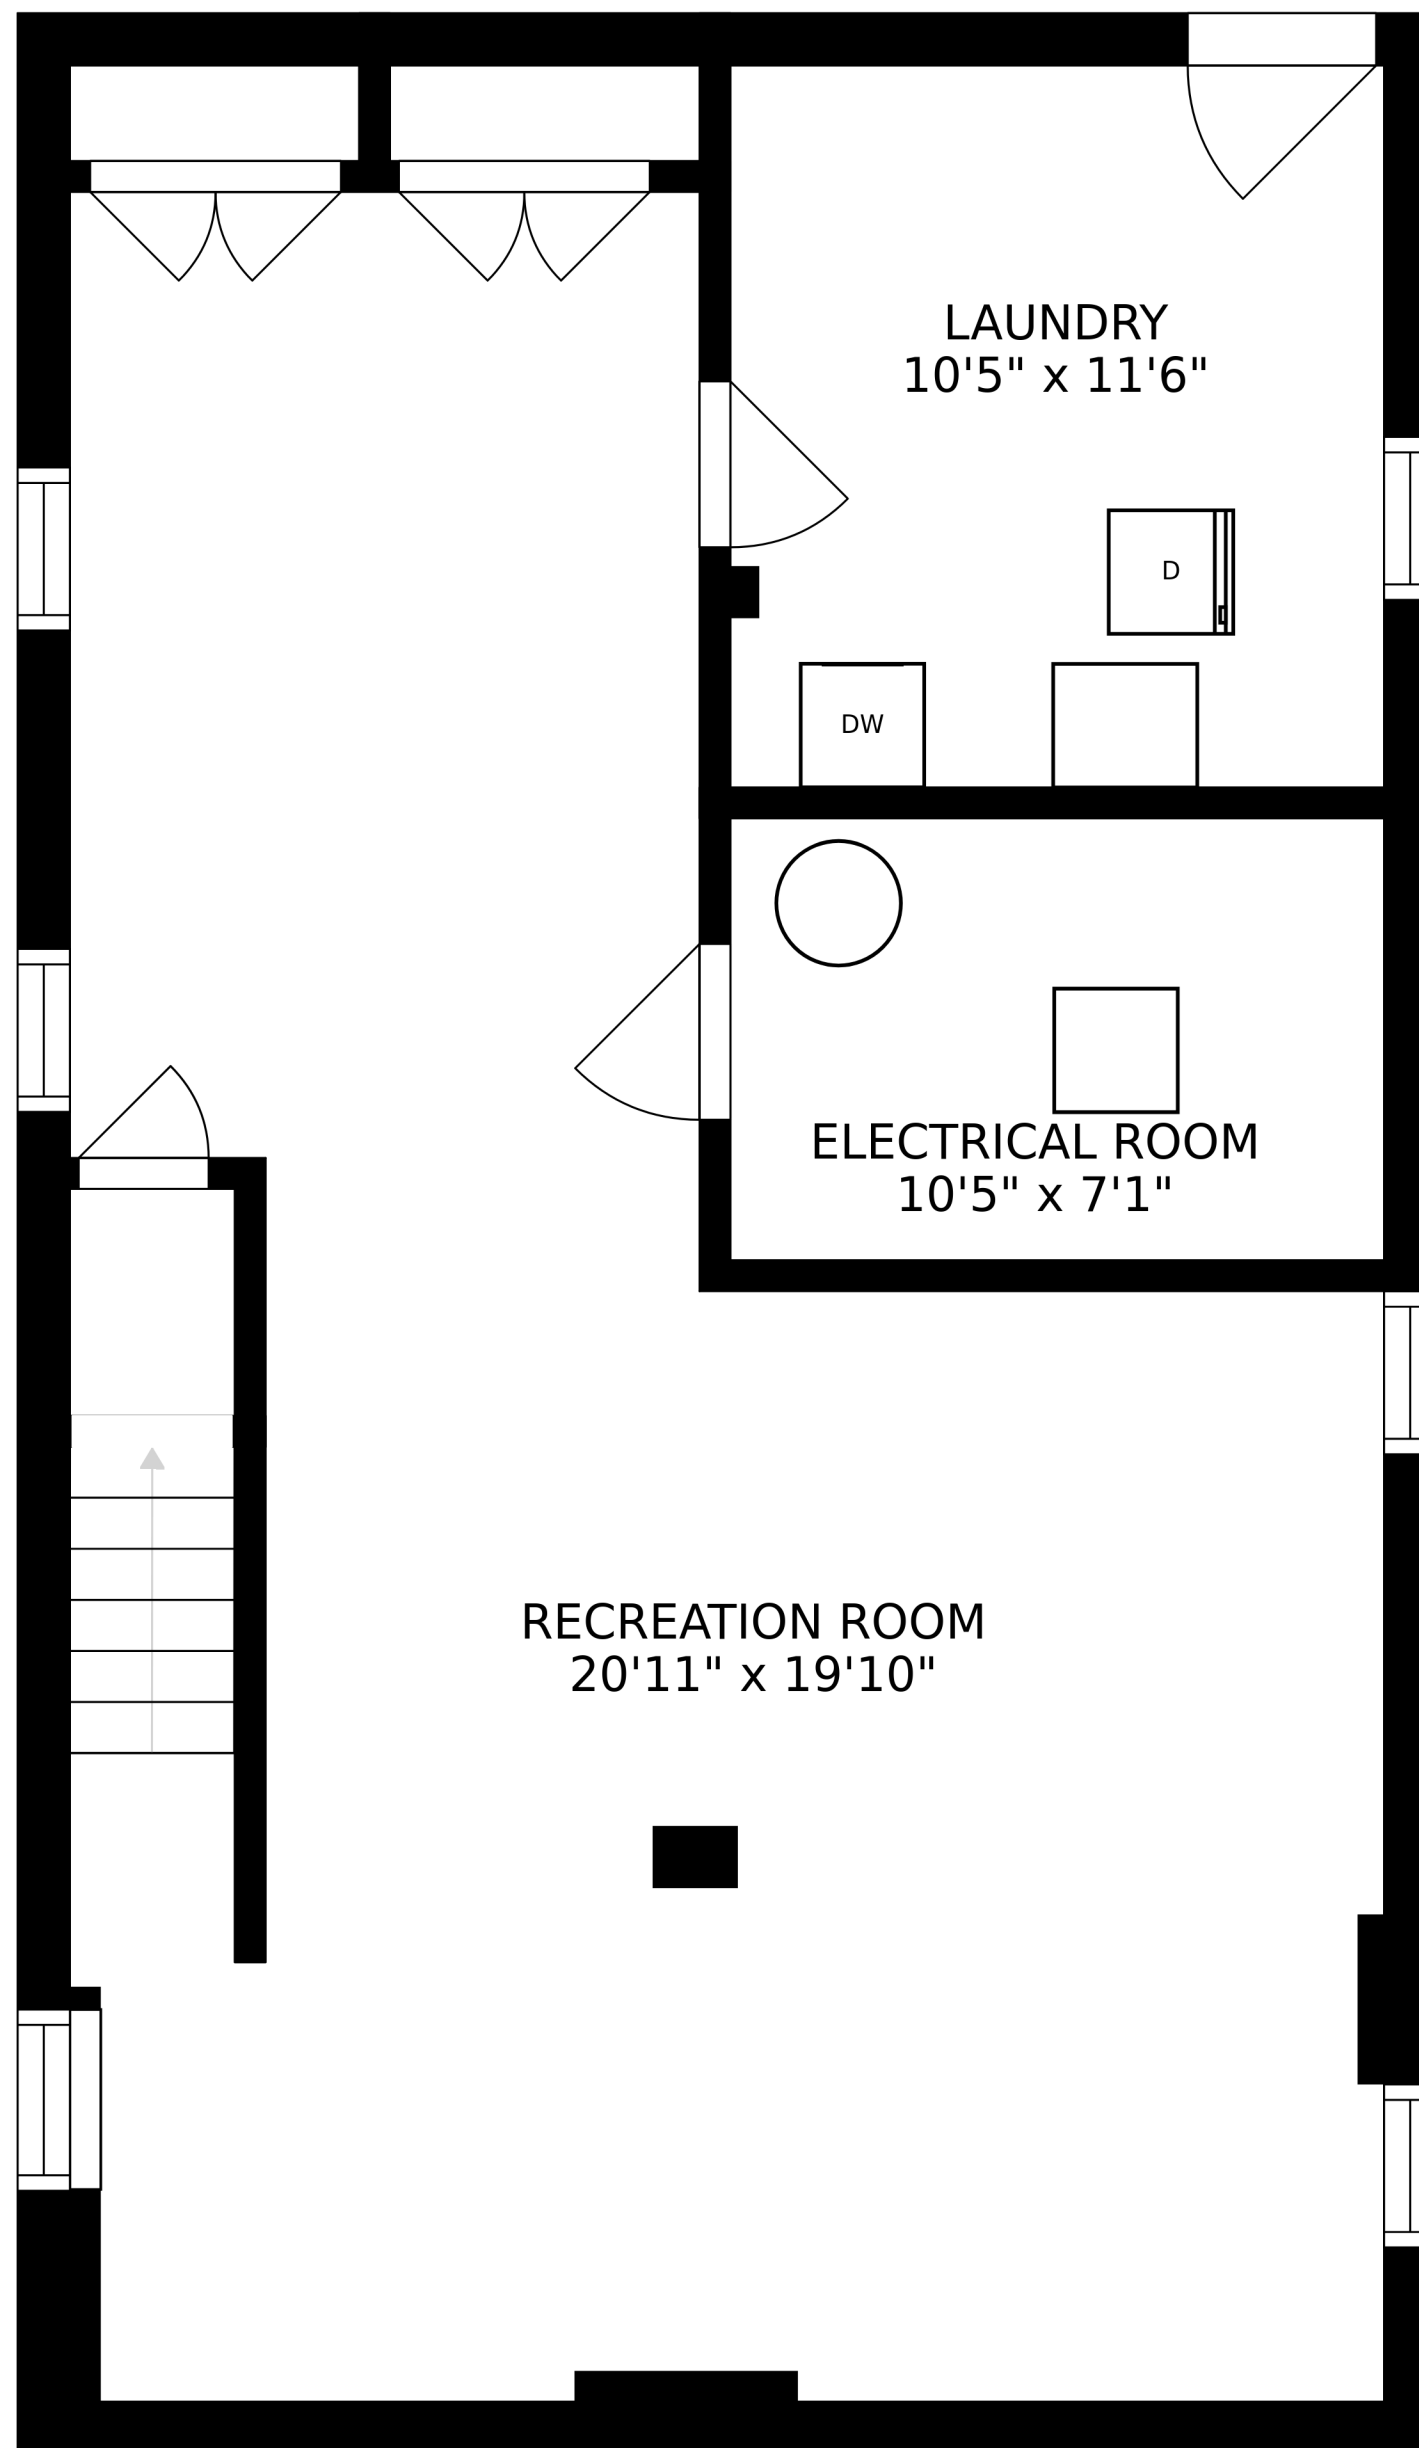 LAUNDRY
10'5" x 11'6"
D
DW
ELECTRICAL ROOM
10'5" x 7'1"
RECREATION ROOM
20'11" x 19'10"